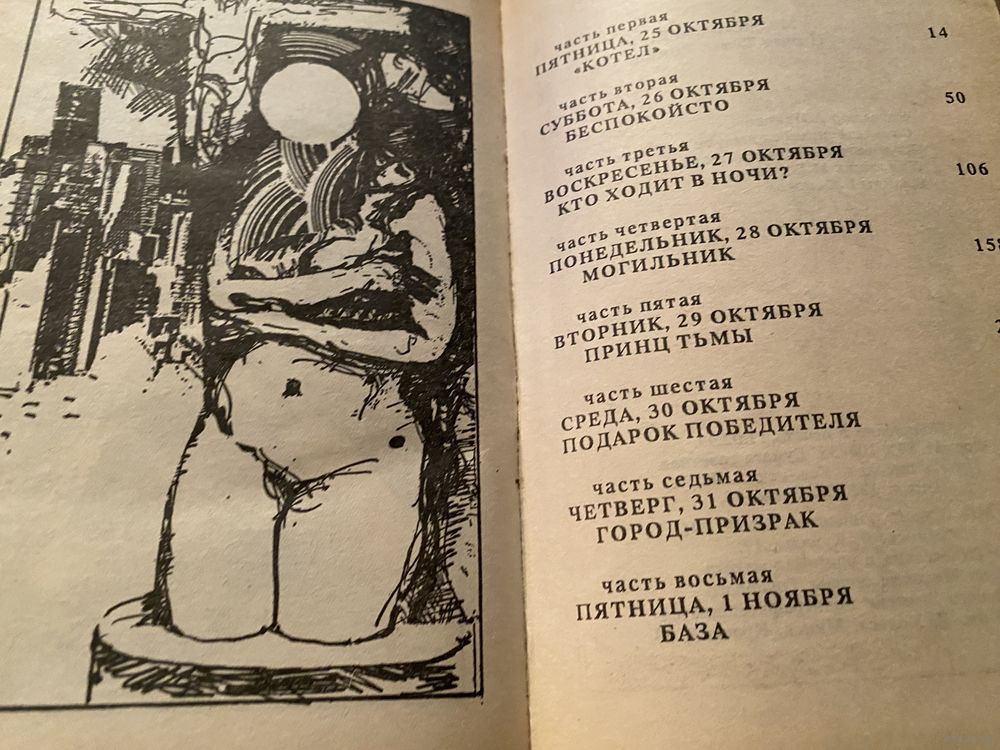 часть первая
ПЯТНИЦА, 25 ОКТЯБРЯ 14
«КОТЕЛ»
часть вторая
СУББОТА, 26 ОКТЯБРЯ 50
БЕСПОКОЙСТО
часть третья
ВОСКРЕСЕНЬЕ, 27 ОКТЯБРЯ 106
КТО ХОДИТ В НОЧИ?
часть четвертая
ПОНЕДЕЛЬНИК, 28 ОКТЯБРЯ
МОГИЛЬНИК
часть пятая
ВТОРНИК, 29 ОКТЯБРЯ
ПРИНЦ ТЬМЫ
часть шестая
СРЕДА, 30 ОКТЯБРЯ
ПОДАРОК ПОБЕДИТЕЛЯ
часть седьмая
ЧЕТВЕРГ, 31 ОКТЯБРЯ
ГОРОД-ПРИЗРАК
часть восьмая
ПЯТНИЦА, 1 НОЯБРЯ
БАЗА